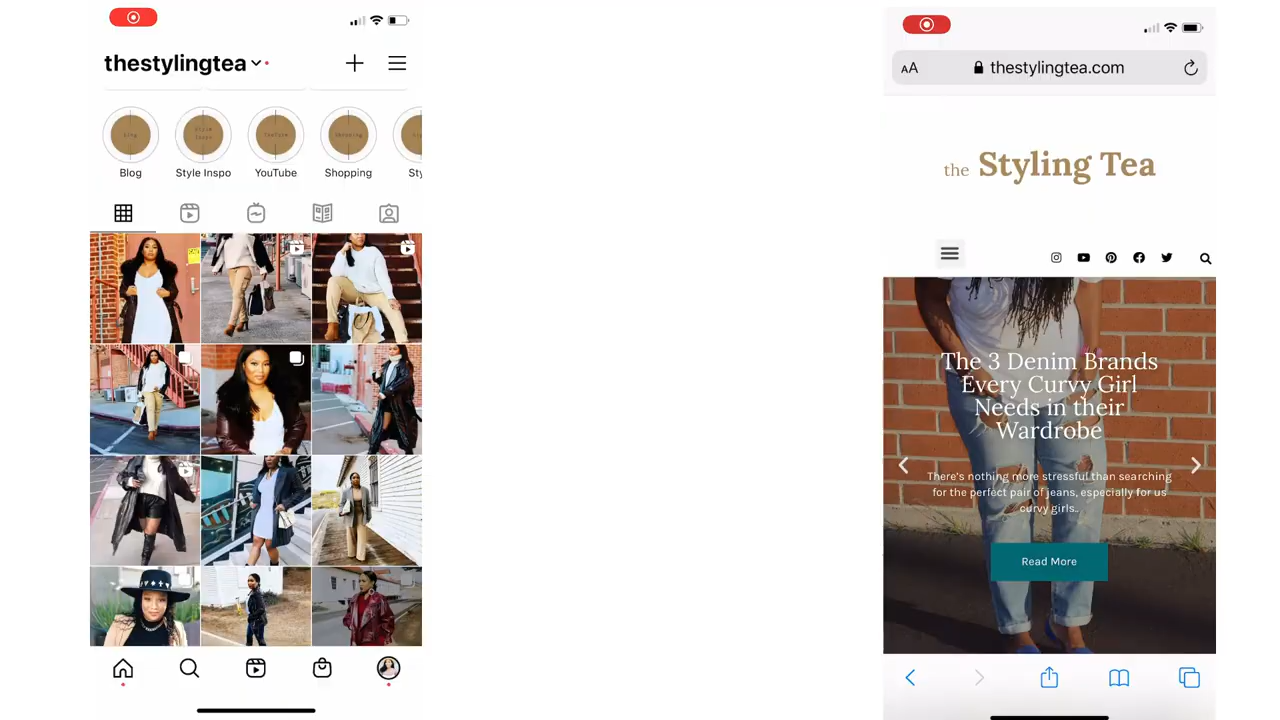 thestylingtea
Blog
Style Inspo
YouTube
Shopping
Sty
AA
thestylingtea.com
the Styling Tea
The 3 Denim Brands
Every Curvy Girl
Needs in their
Wardrobe
There's nothing more stressful than searching
for the perfect pair of jeans, especially for us
curvy girls..
Read More